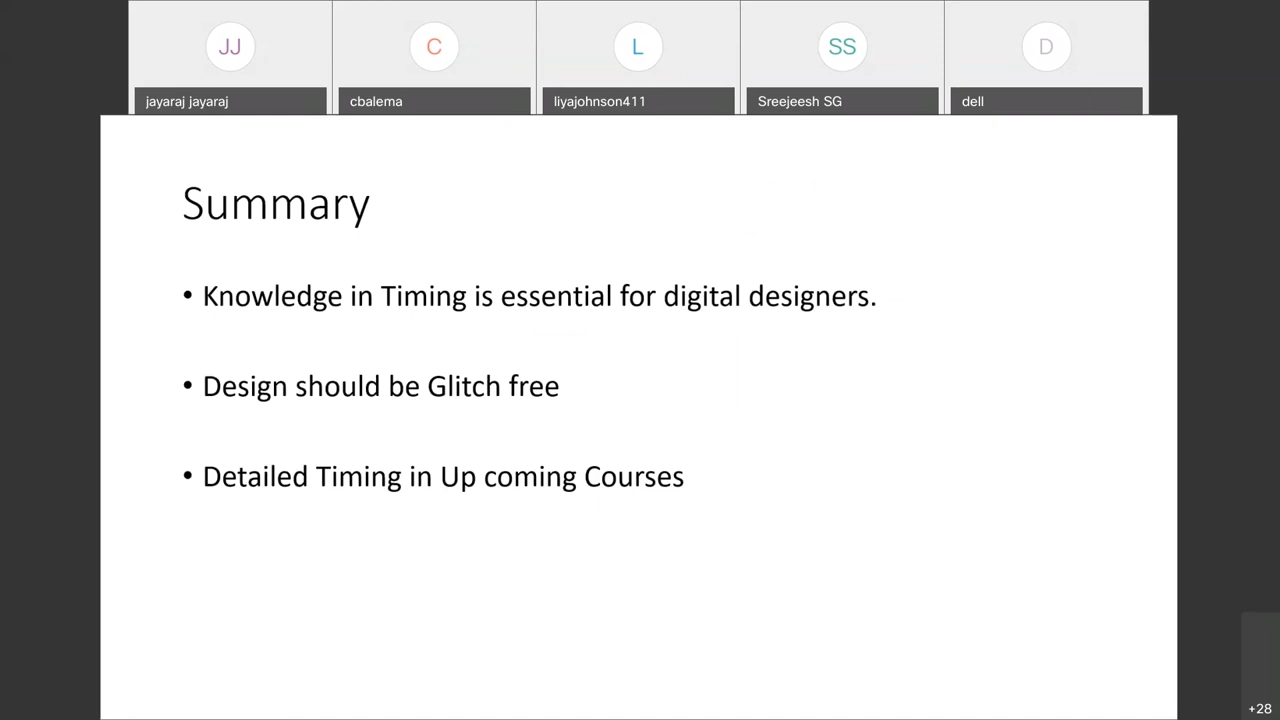 JJ
C
L
SS
D
jayaraj jayaraj
cbalema
liyajohnson411
Sreejeesh SG
dell
Summary
• Knowledge in Timing is essential for digital designers.
• Design should be Glitch free
• Detailed Timing in Up coming Courses
+28